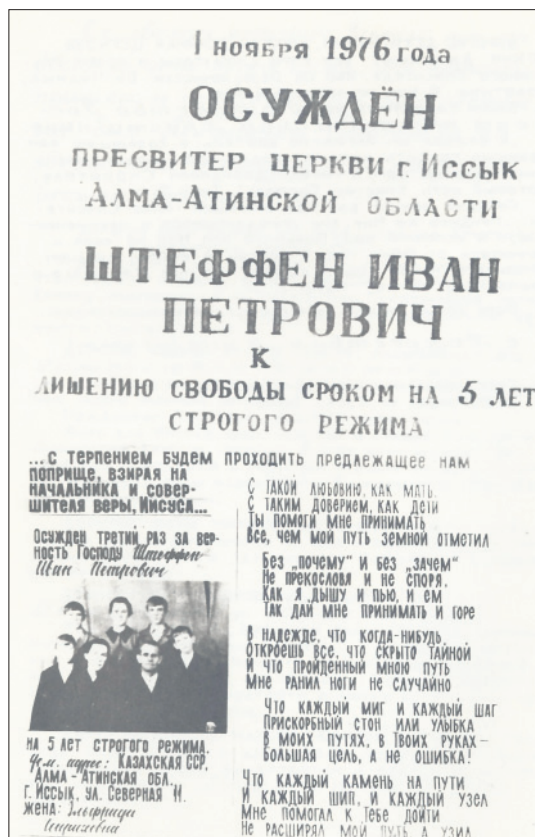 1 ноября 1976 года
ОСУЖДЁН
ПРЕСВИТЕР ЦЕРКВИ г. ИССЫК
АЛМА-АТИНСКОЙ ОБЛАСТИ
ШТЕФФЕН ИВАН
ПЕТРОВИЧ
К
ЛИШЕНИЮ СВОБОДЫ СРОКОМ НА 5 ЛЕТ
СТРОГОГО РЕЖИМА
...С ТЕРПЕНИЕМ БУДЕМ ПРОХОДИТЬ ПРЕДЛЕЖАЩЕЕ НАМ
ПОПРИЩЕ, ВЗИРАЯ НА
НАЧАЛЬНИКА И СОВЕР-
ШИТЕЛЯ ВЕРЫ, ИИСУСА...
Осужден третий раз за вер-
ность Господу Штеффен
Иван Петрович
на 5 лет строгого режима.
Дом. адрес: Казахская ССР,
Алма-Атинская обл.
г. Иссык, ул. Северная 11.
жена: Эльфрида
Генриховна
С такой любовию, как мать,
С таким доверием, как дети
Ты помоги мне принимать
Все, чем мой путь земной отметил
Без „почему" и без „зачем"
Не прекословя и не споря.
Как я дышу и пью, и ем
Так дай мне принимать и горе
В надежде, что когда-нибудь,
Откроешь все, что скрыто тайной
И что пройденный мною путь
Мне ранил ноги не случайно
Что каждый миг и каждый шаг
Прискорбный стон или улыбка
В моих путях, в Твоих руках–
Большая цель, а не ошибка!
Что каждый камень на пути
И каждый шип, и каждый узел
Мне помогал к Тебе дойти
Не расширял мой путь, а узил